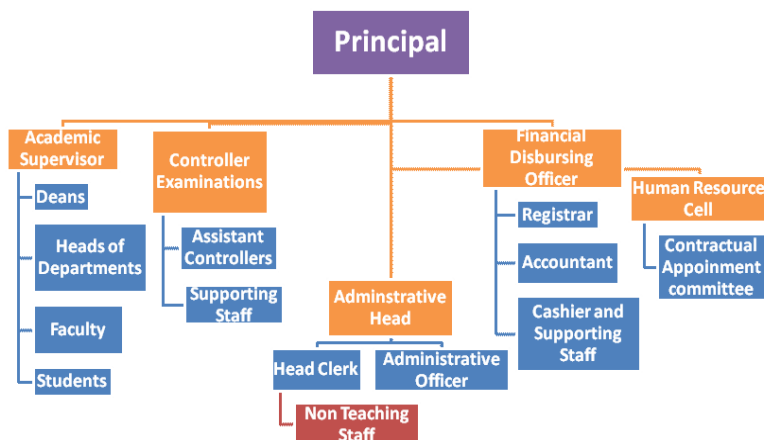 Principal
Academic
Supervisor
Deans
Heads of
Departments
Faculty
Students
Controller
Examinations
Assistant
Controllers
Supporting
Staff
Adminstrative
Head
Head Clerk
Non Teaching
Staff
Administrative
Officer
Financial
Disbursing
Officer
Registrar
Accountant
Cashier and
Supporting
Staff
Human Resource
Cell
Contractual
Appoinment
committee